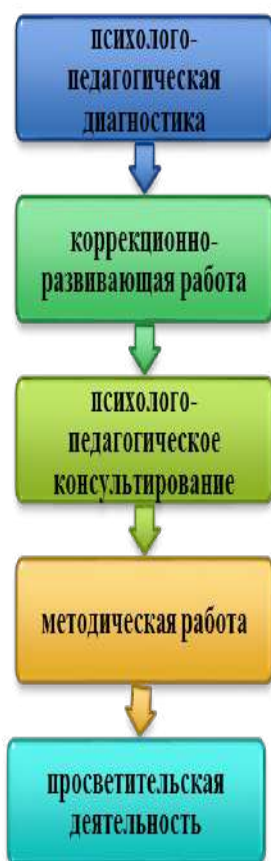 психолого-
педагогическая
диагностика
коррекционно-
развивающая работа
психолого-
педагогическое
консультирование
методическая работа
просветительская
деятельность